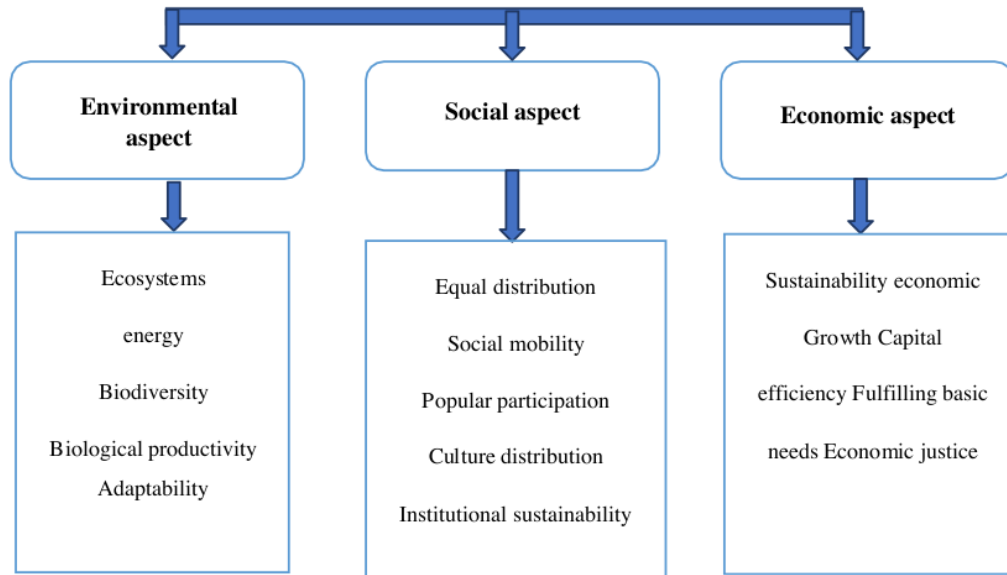 Environmental
aspect
Social aspect
Economic aspect
Ecosystems
energy
Biodiversity
Biological productivity
Adaptability
Equal distribution
Social mobility
Popular participation
Culture distribution
Institutional sustainability
Sustainability economic
Growth Capital
efficiency Fulfilling basic
needs Economic justice